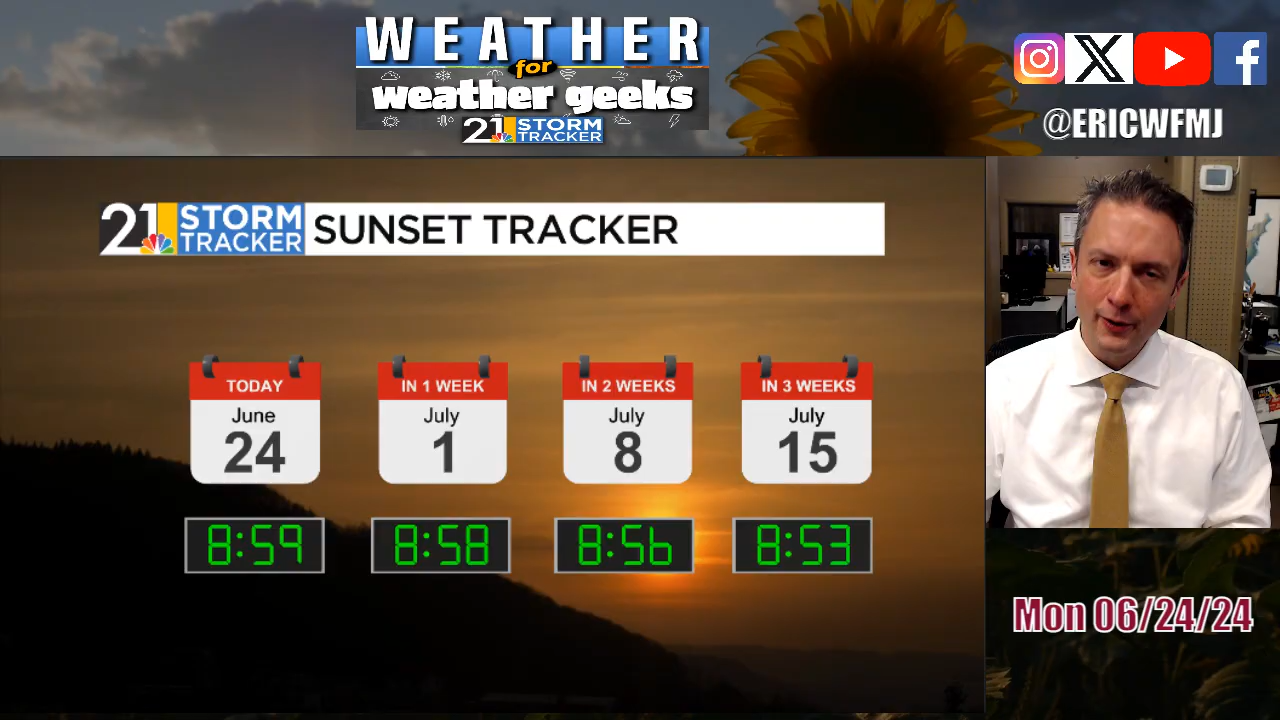 WEATHER
for
weather geeks
21 STORM
TRACKER
@ERICWFMJ
21 STORM
TRACKER
SUNSET TRACKER
TODAY
June
24
IN 1 WEEK
July
1
IN 2 WEEKS
July
8
IN 3 WEEKS
July
15
8:59
8:58
8:56
8:53
Mon 06/24/24